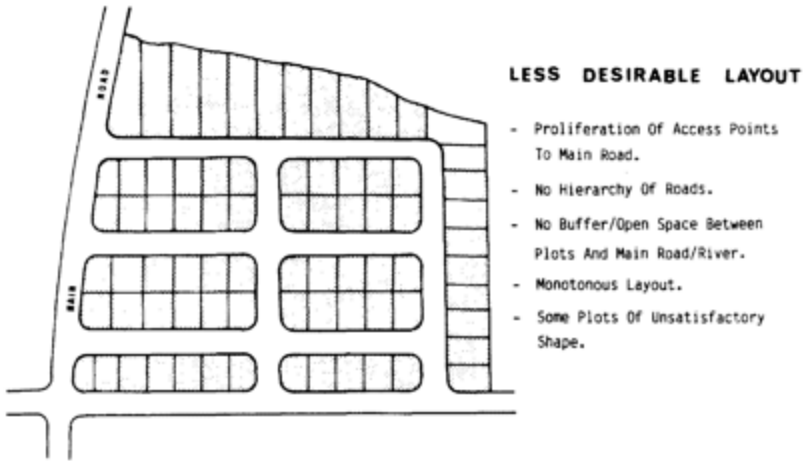 ROAD
MAIN
LESS DESIRABLE LAYOUT
- Proliferation Of Access Points
To Main Road.
- No Hierarchy Of Roads.
- No Buffer/Open Space Between
Plots And Main Road/River.
- Monotonous Layout.
- Some Plots Of Unsatisfactory
Shape.